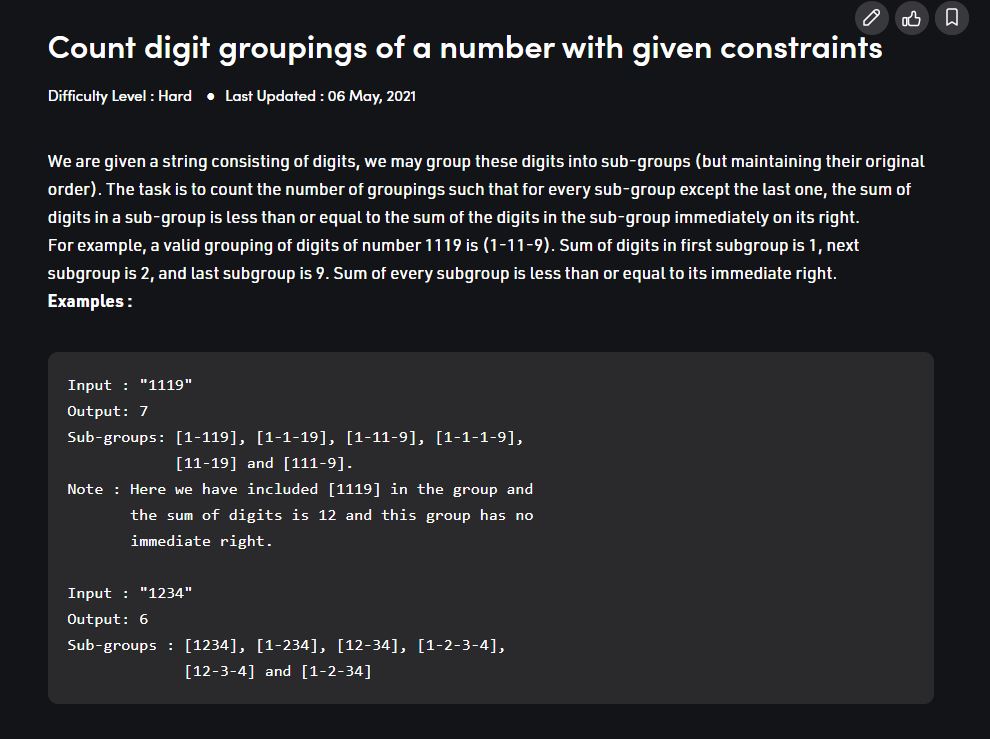 Count digit groupings of a number with given constraints
Difficulty Level : Hard ● Last Updated : 06 May, 2021
We are given a string consisting of digits, we may group these digits into sub-groups (but maintaining their original
order). The task is to count the number of groupings such that for every sub-group except the last one, the sum of
digits in a sub-group is less than or equal to the sum of the digits in the sub-group immediately on its right.
For example, a valid grouping of digits of number 1119 is (1-11-9). Sum of digits in first subgroup is 1, next
subgroup is 2, and last subgroup is 9. Sum of every subgroup is less than or equal to its immediate right.
Examples :
Input : "1119"
Output: 7
Sub-groups: [1-119], [1-1-19], [1-11-9], [1-1-1-9],
[11-19] and [111-9].
Note : Here we have included [1119] in the group and
the sum of digits is 12 and this group has no
immediate right.
Input : "1234"
Output: 6
Sub-groups : [1234], [1-234], [12-34], [1-2-3-4],
[12-3-4] and [1-2-34]